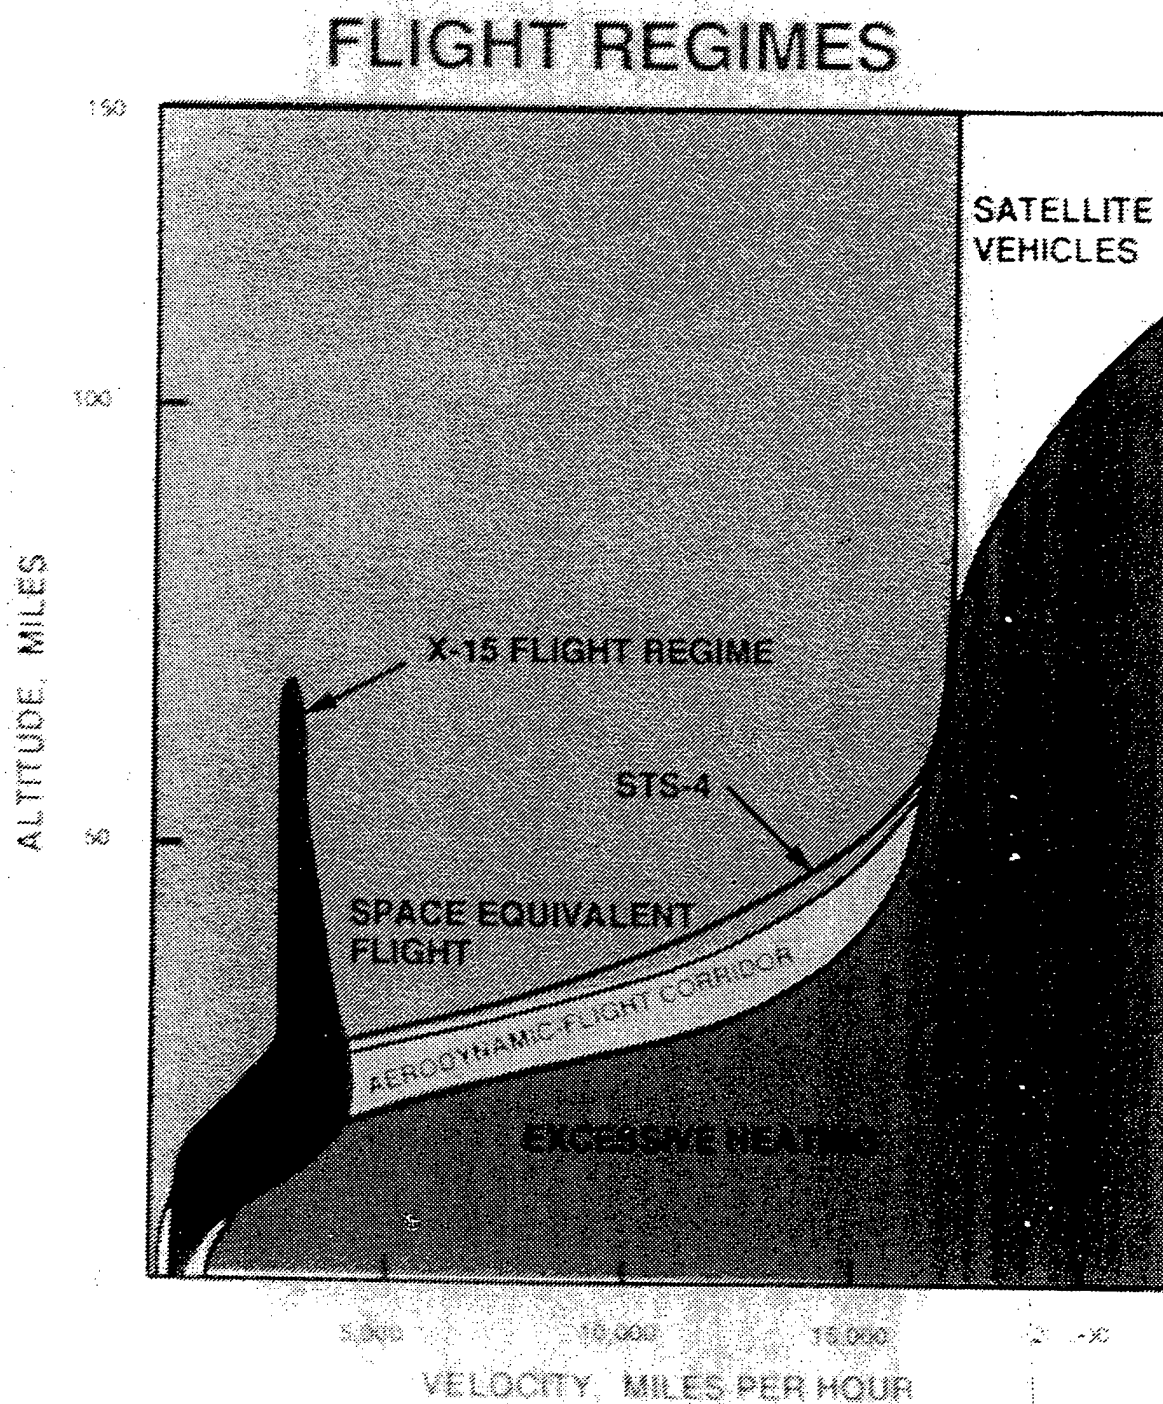 FLIGHT REGIMES
150
SATELLITE
VEHICLES
100
ALTITUDE, MILES
X-15 FLIGHT REGIME
STS-4
50
SPACE EQUIVALENT
FLIGHT
AERODYNAMIC FLIGHT CORRIDOR
EXCESSIVE HEATING
5,000
10,000
15,000
VELOCITY, MILES PER HOUR